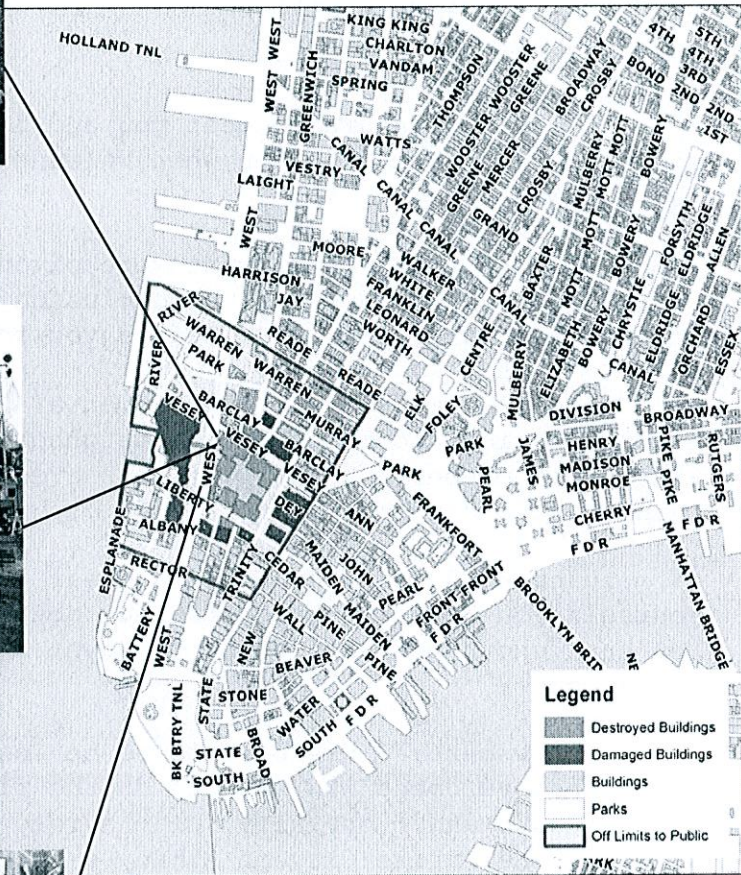 HOLLAND TNL
WEST WEST
KING KING
CHARLTON
VANDAM
SPRING
GREENWICH
WATTS
VESTRY
LAIGHT
CANAL
CANAL
CANAL
CANAL
WEST
MOORE
HARRISON
JAY
THOMPSON
WOOSTER WOOSTER
GREENE GREENE
MERCER
BROADWAY
CROSBY
CROSBY
GRAND
4TH
5TH
4TH
3RD
BOND
2ND
2ND
1ST
MULBERRY
MOTT MOTT
MOTT
BOWERY
BOWERY
BAXTER
MOTT
ELIZABETH
BOWERY
CHRYSTIE
FORSYTH
ELDRIDGE
ELDRIDGE
ALLEN
ORCHARD
ESSEX
CANAL
WALKER
WHITE
FRANKLIN
LEONARD
WORTH
CENTRE
MULBERRY
RIVER
RIVER
WARREN
WARREN
PARK
READE
READE
MURRAY
BARCLAY
BARCLAY
VESEY
VESEY
VESEY
WEST
LIBERTY
ALBANY
RECTOR
ESPLANADE
DEY
TRINITY
ELK
FOLEY
PARK
PARK
PEARL
JAMES
DIVISION
BROADWAY
HENRY
MADISON
MONROE
CHERRY
PIKE PIKE
RUTGERS
F D R
F D R
FRANKFORT
ANN
JOHN
MAIDEN
MAIDEN
CEDAR
PEARL
PINE
PINE
WALL
NEW
BEAVER
FRONT FRONT
F D R
BROOKLYN BRID
MANHATTAN BRIDGE
NE
BATTERY
WEST
BK BTRY TNL
STATE
STONE
STATE
SOUTH
BROAD
WATER
SOUTH
F D R
Legend
Destroyed Buildings
Damaged Buildings
Buildings
Parks
Off Limits to Public